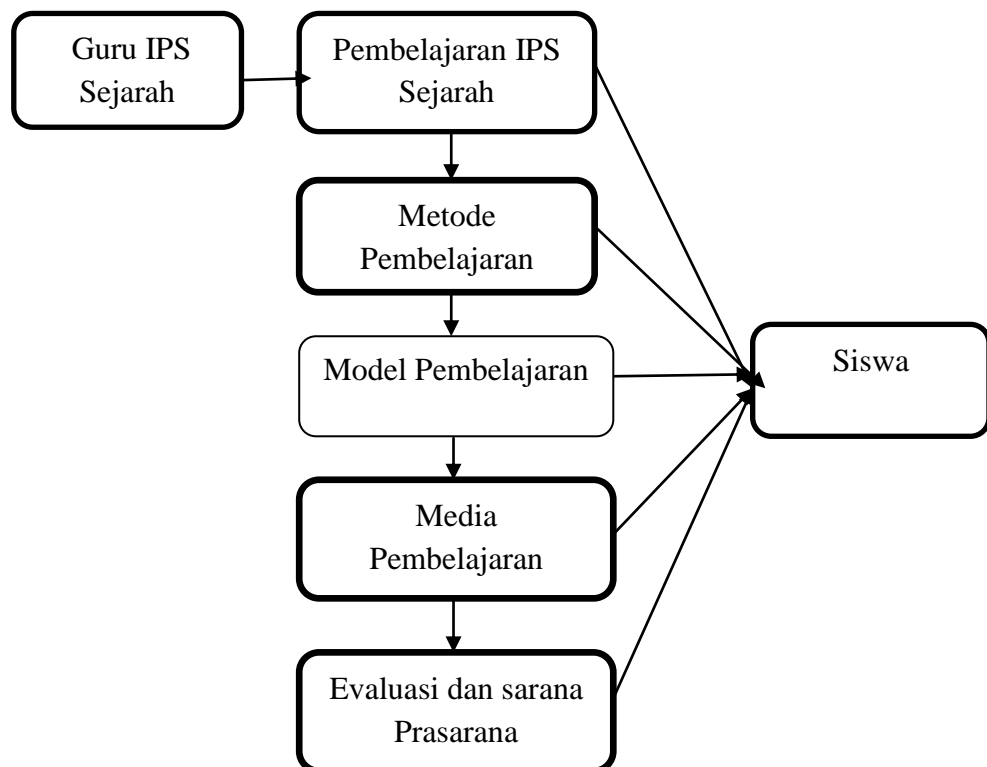 Guru IPS
Sejarah
Pembelajaran IPS
Sejarah
Metode
Pembelajaran
Model Pembelajaran
Siswa
Media
Pembelajaran
Evaluasi dan sarana
Prasarana